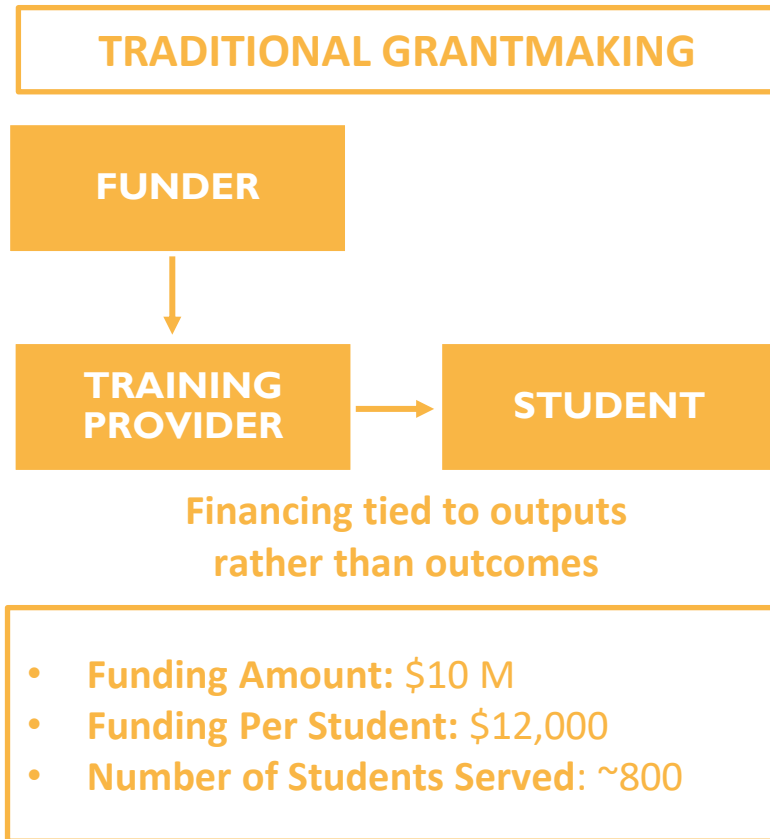 TRADITIONAL GRANTMAKING
FUNDER
TRAINING
PROVIDER
STUDENT
Financing tied to outputs
rather than outcomes
• Funding Amount: $10 M
• Funding Per Student: $12,000
• Number of Students Served: ~800